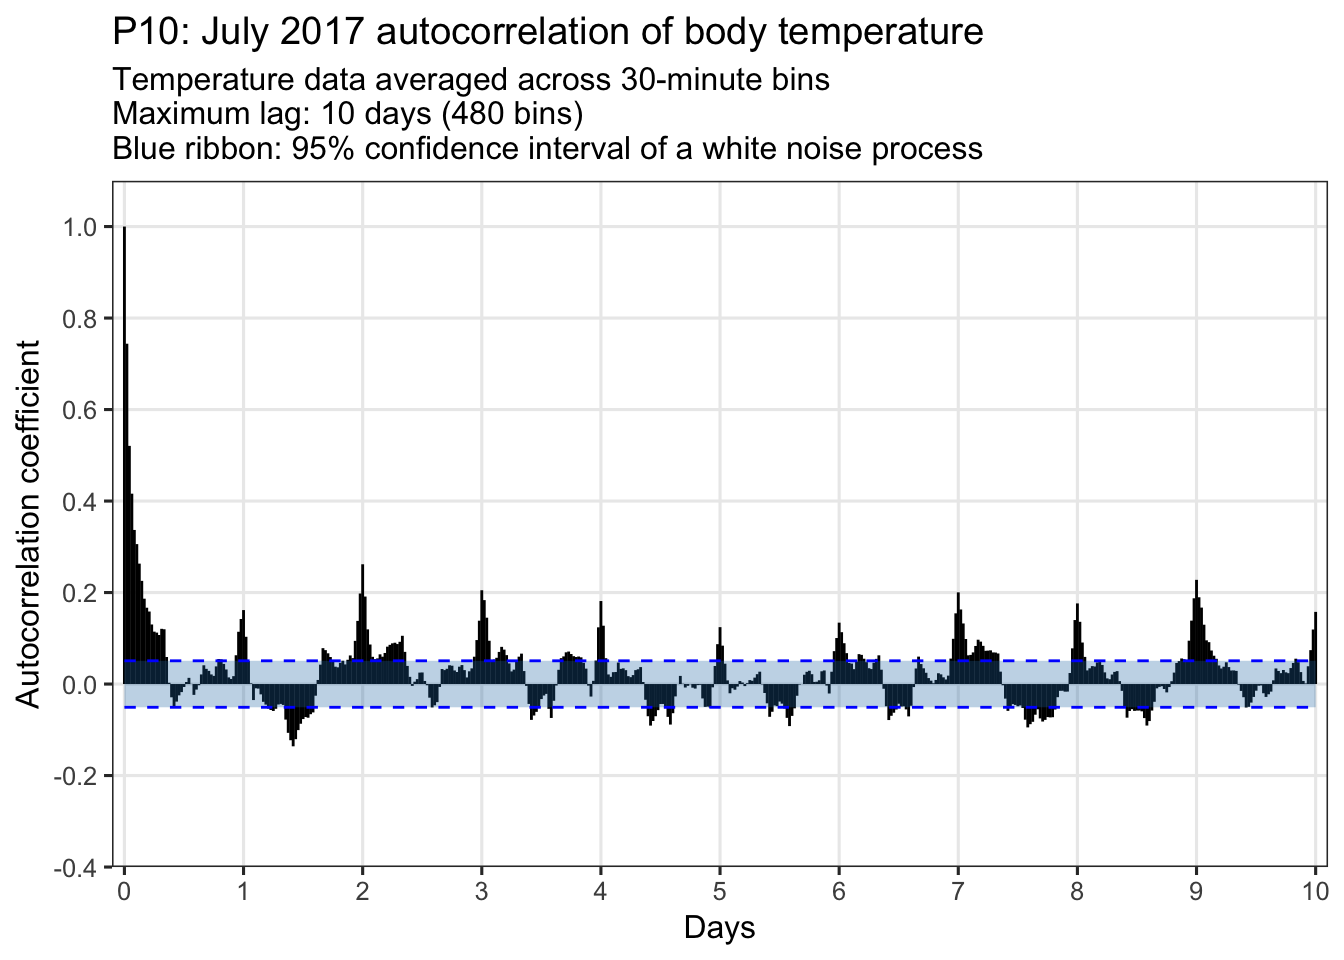 P10: July 2017 autocorrelation of body temperature
Temperature data averaged across 30-minute bins
Maximum lag: 10 days (480 bins)
Blue ribbon: 95% confidence interval of a white noise process
Autocorrelation coefficient
1.0
0.8
0.6
0.4
0.2
0.0
-0.2
-0.4
0 1 2 3 4 5 6 7 8 9 10
Days